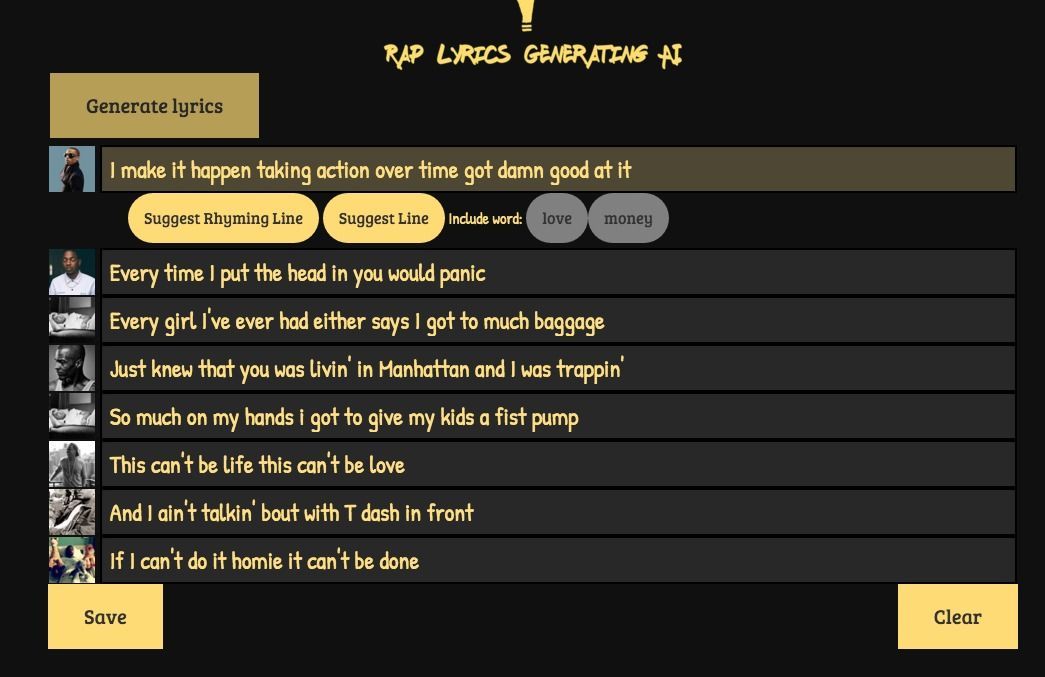 RAP LYRICS GENERATING AI
Generate lyrics
I make it happen taking action over time got damn good at it
Suggest Rhyming Line Suggest Line Include word: love money
Every time I put the head in you would panic
Every girl I've ever had either says I got to much baggage
Just knew that you was livin' in Manhattan and I was trappin'
So much on my hands i got to give my kids a fist pump
This can't be life this can't be love
And I ain't talkin' bout with T dash in front
If I can't do it homie it can't be done
Save Clear